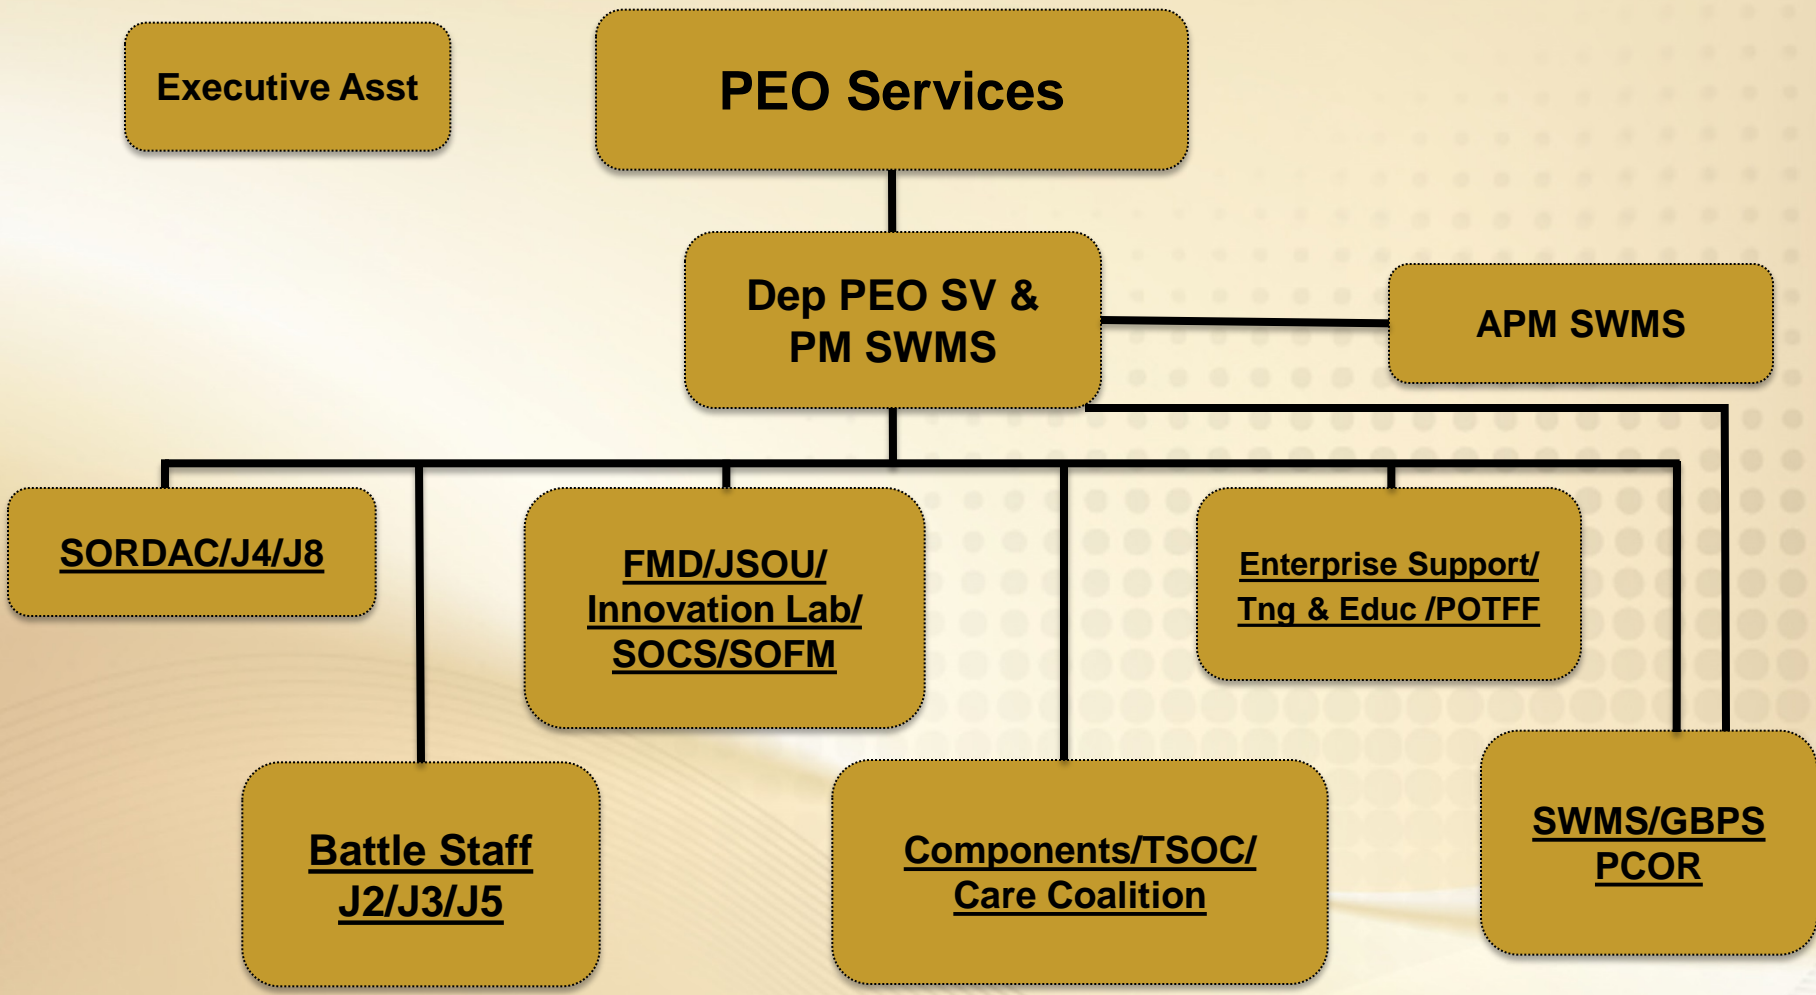 Executive Asst
PEO Services
Dep PEO SV &
PM SWMS
APM SWMS
SORDAC/J4/J8
FMD/JSOU/
Innovation Lab/
SOCS/SOFM
Enterprise Support/
Tng & Educ /POTFF
Battle Staff
J2/J3/J5
Components/TSOC/
Care Coalition
SWMS/GBPS
PCOR